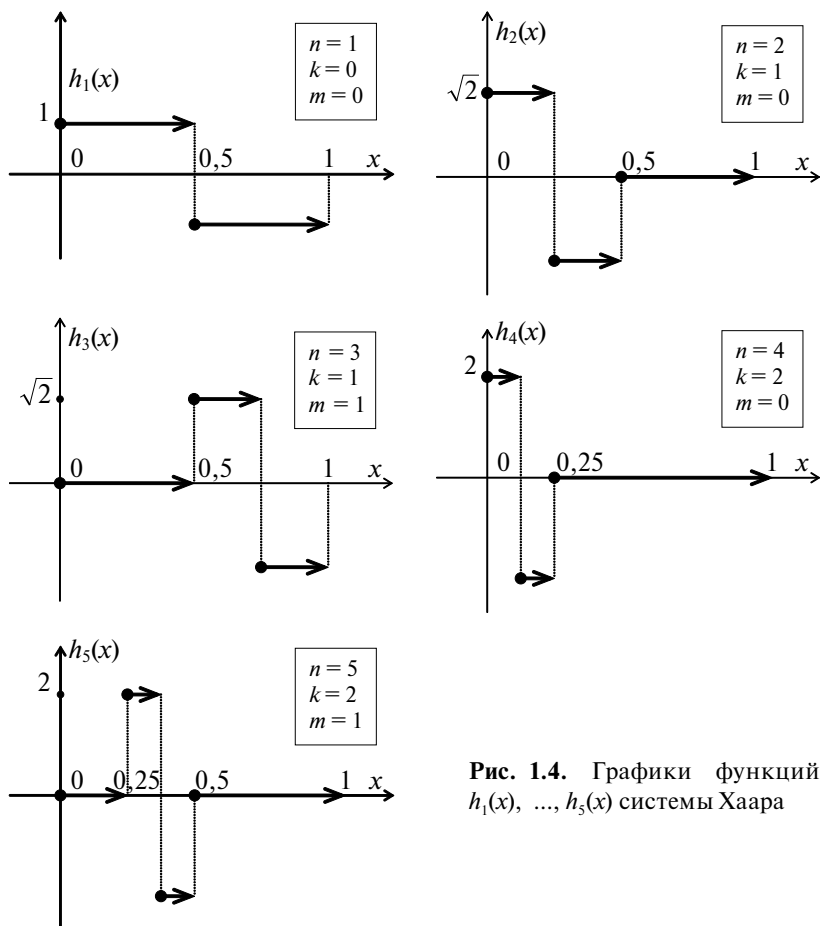 h₁(x)
n = 1
k = 0
m = 0
1
0
0,5
1
x
h₂(x)
n = 2
k = 1
m = 0
√2
0
0,5
1
x
h₃(x)
n = 3
k = 1
m = 1
√2
0
0,5
1
x
h₄(x)
n = 4
k = 2
m = 0
2
0
0,25
1
x
h₅(x)
n = 5
k = 2
m = 1
2
0
0,25
0,5
1
x
Рис. 1.4. Графики функций
h₁(x), ..., h₅(x) системы Хаара